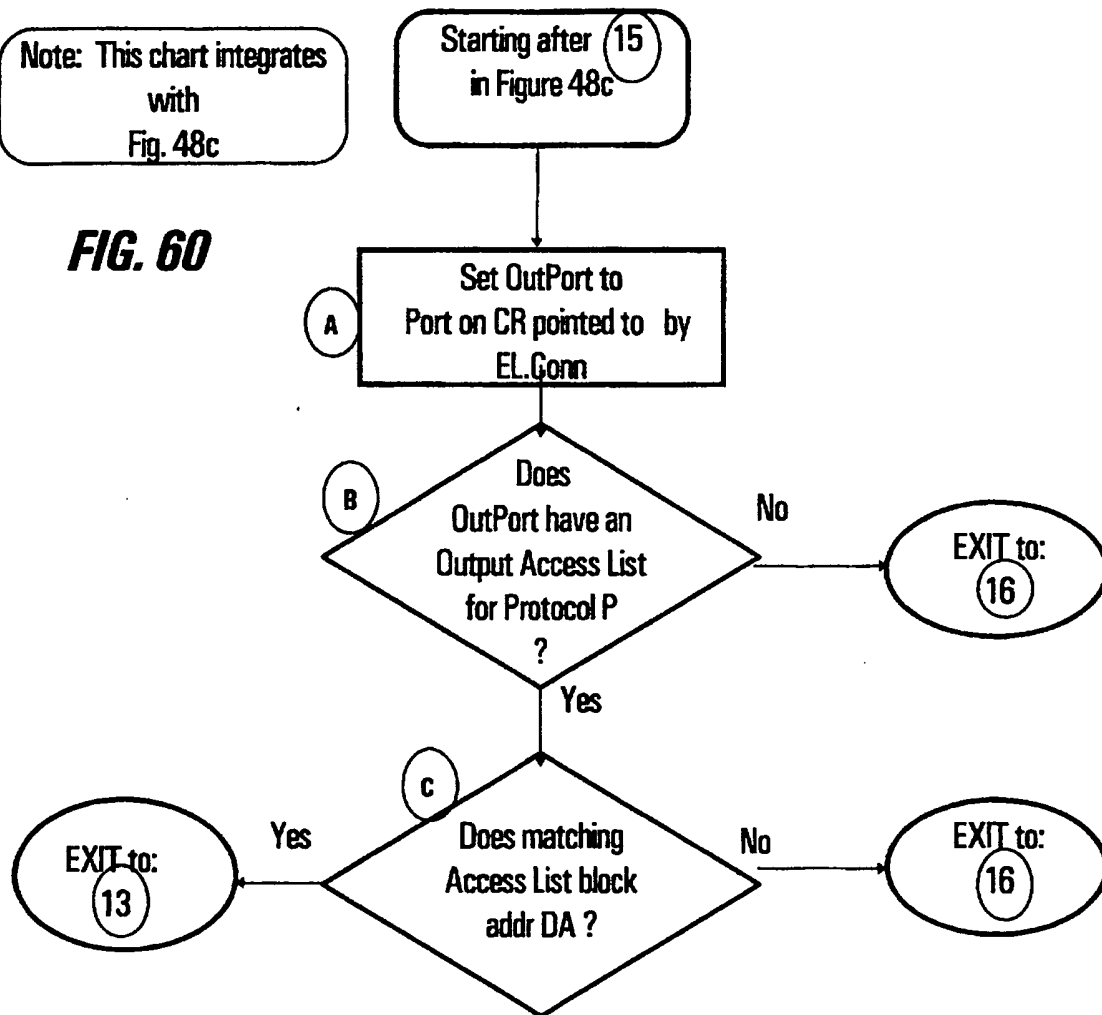 Note: This chart integrates
with
Fig. 48c
Starting after 15
in Figure 48c
FIG. 60
A
Set OutPort to
Port on CR pointed to by
EL.Conn
B
Does
OutPort have an
Output Access List
for Protocol P
?
No
EXIT to:
16
Yes
C
Does matching
Access List block
addr DA ?
Yes
EXIT to:
13
No
EXIT to:
16